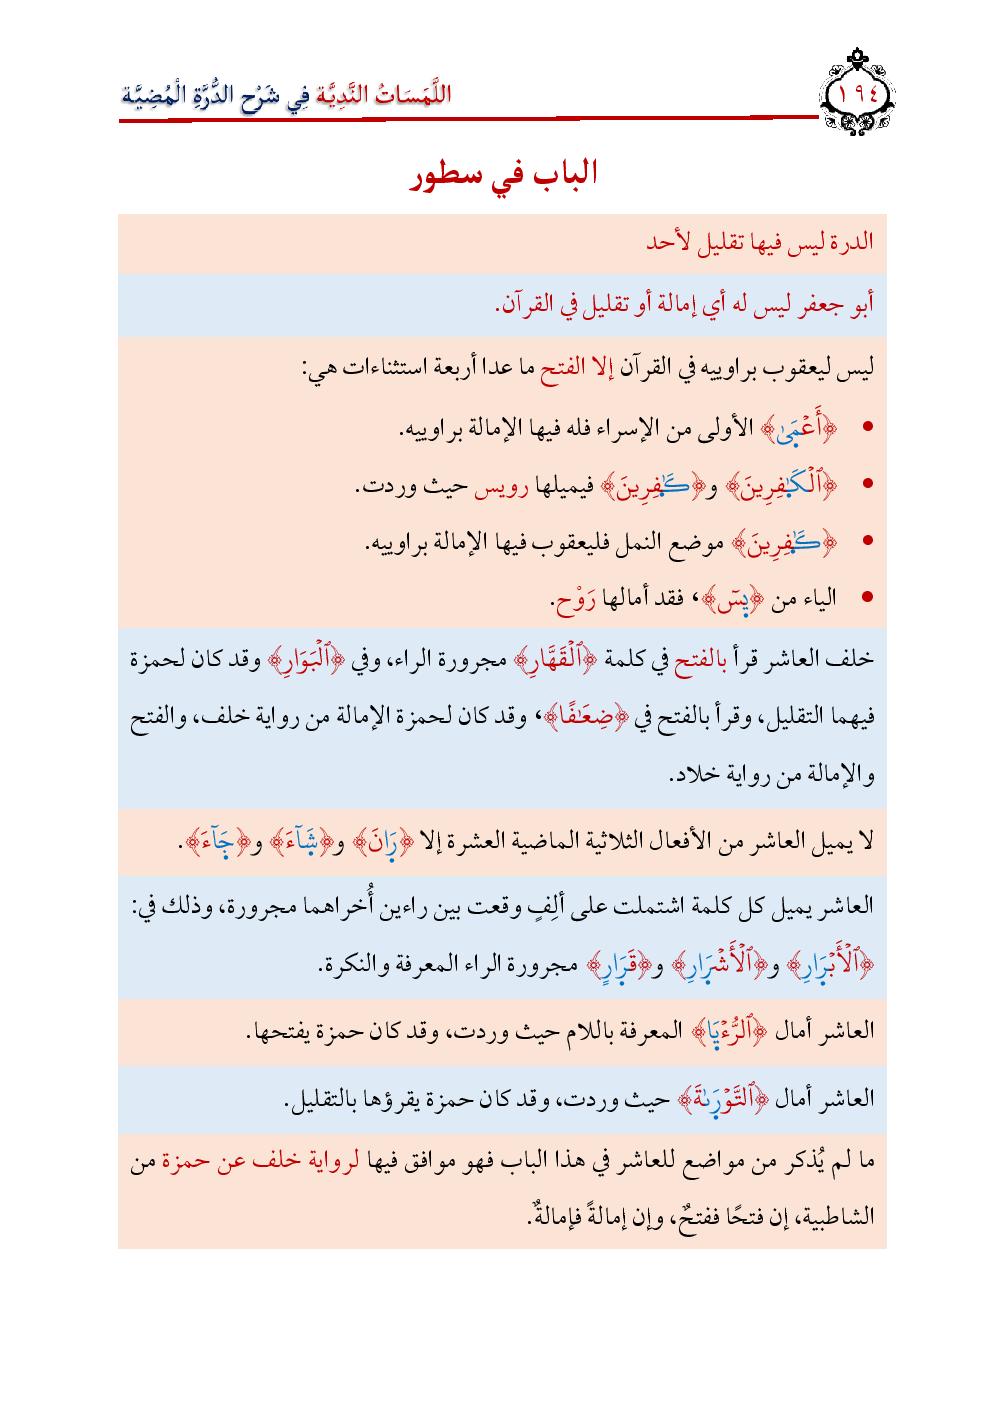 ١٩٤
اللَّمَسَاتُ النَّدِيَّة فِي شَرْح الدُّرَّةِ الْمُضِيَّة
الباب في سطور
الدرة ليس فيها تقليل لأحد
أبو جعفر ليس له أي إمالة أو تقليل في القرآن.
ليس ليعقوب براوييه في القرآن إلا الفتح ما عدا أربعة استثناءات هي:
• ﴿أَعۡمَىٰ﴾ الأولى من الإسراء فله فيها الإمالة براوييه.
• ﴿ٱلۡكَٰفِرِينَ﴾ و﴿كَٰفِرِينَ﴾ فيميلها رويس حيث وردت.
• ﴿كَٰفِرِينَ﴾ موضع النمل فليعقوب فيها الإمالة براوييه.
• الياء من ﴿يسٓ﴾، فقد أمالها رَوْح.
خلف العاشر قرأ بالفتح في كلمة ﴿ٱلۡقَهَّارِ﴾ مجرورة الراء، وفي ﴿ٱلۡبَوَارِ﴾ وقد كان لحمزة
فيهما التقليل، وقرأ بالفتح في ﴿ضِعَٰفًا﴾، وقد كان لحمزة الإمالة من رواية خلف، والفتح
والإمالة من رواية خلاد.
لا يميل العاشر من الأفعال الثلاثية الماضية العشرة إلا ﴿رَانَ﴾ و﴿شَآءَ﴾ و﴿جَآءَ﴾.
العاشر يميل كل كلمة اشتملت على ألِفٍ وقعت بين راءين أُخراهما مجرورة، وذلك في:
﴿ٱلۡأَبۡرَارِ﴾ و﴿ٱلۡأَشۡرَارِ﴾ و﴿قَرَارٖ﴾ مجرورة الراء المعرفة والنكرة.
العاشر أمال ﴿ٱلرُّءۡيَا﴾ المعرفة باللام حيث وردت، وقد كان حمزة يفتحها.
العاشر أمال ﴿ٱلتَّوۡرَىٰةَ﴾ حيث وردت، وقد كان حمزة يقرؤها بالتقليل.
ما لم يُذكر من مواضع للعاشر في هذا الباب فهو موافق فيها لرواية خلف عن حمزة من
الشاطبية، إن فتحًا ففتحٌ، وإن إمالةً فإمالةٌ.